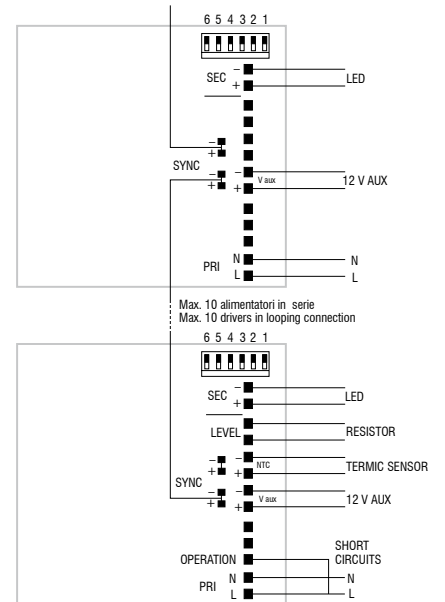 6 5 4 3 2 1
SEC - +
LED
- +
SYNC
- +
- + V aux
12 V AUX
PRI N L
N
L
Max. 10 alimentatori in serie
Max. 10 drivers in looping connection
6 5 4 3 2 1
SEC - +
LED
LEVEL
RESISTOR
- +
- + NTC
TERMIC SENSOR
SYNC
- +
- + V aux
12 V AUX
OPERATION
SHORT
CIRCUITS
PRI N L
N
L